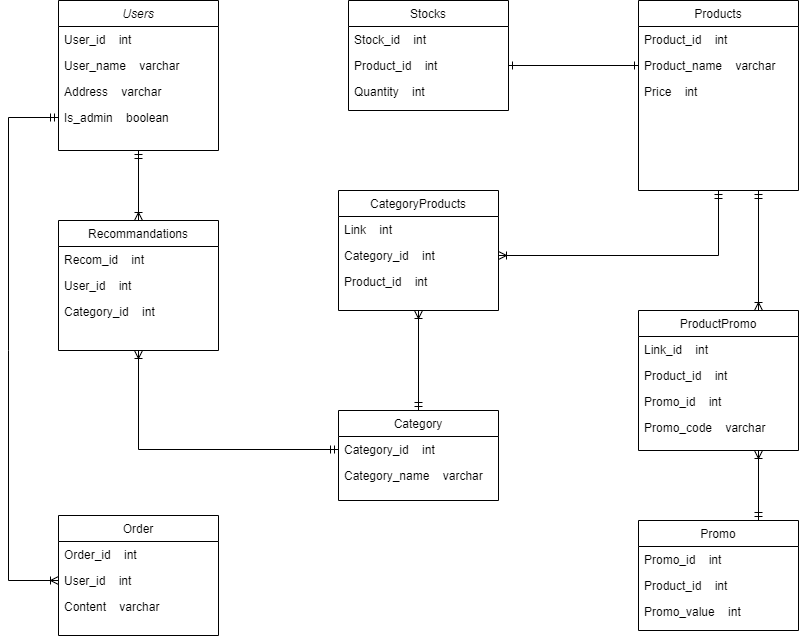 Users
User_id int
User_name varchar
Address varchar
Is_admin boolean
Stocks
Stock_id int
Product_id int
Quantity int
Products
Product_id int
Product_name varchar
Price int
Recommandations
Recom_id int
User_id int
Category_id int
CategoryProducts
Link int
Category_id int
Product_id int
ProductPromo
Link_id int
Product_id int
Promo_id int
Promo_code varchar
Category
Category_id int
Category_name varchar
Order
Order_id int
User_id int
Content varchar
Promo
Promo_id int
Product_id int
Promo_value int